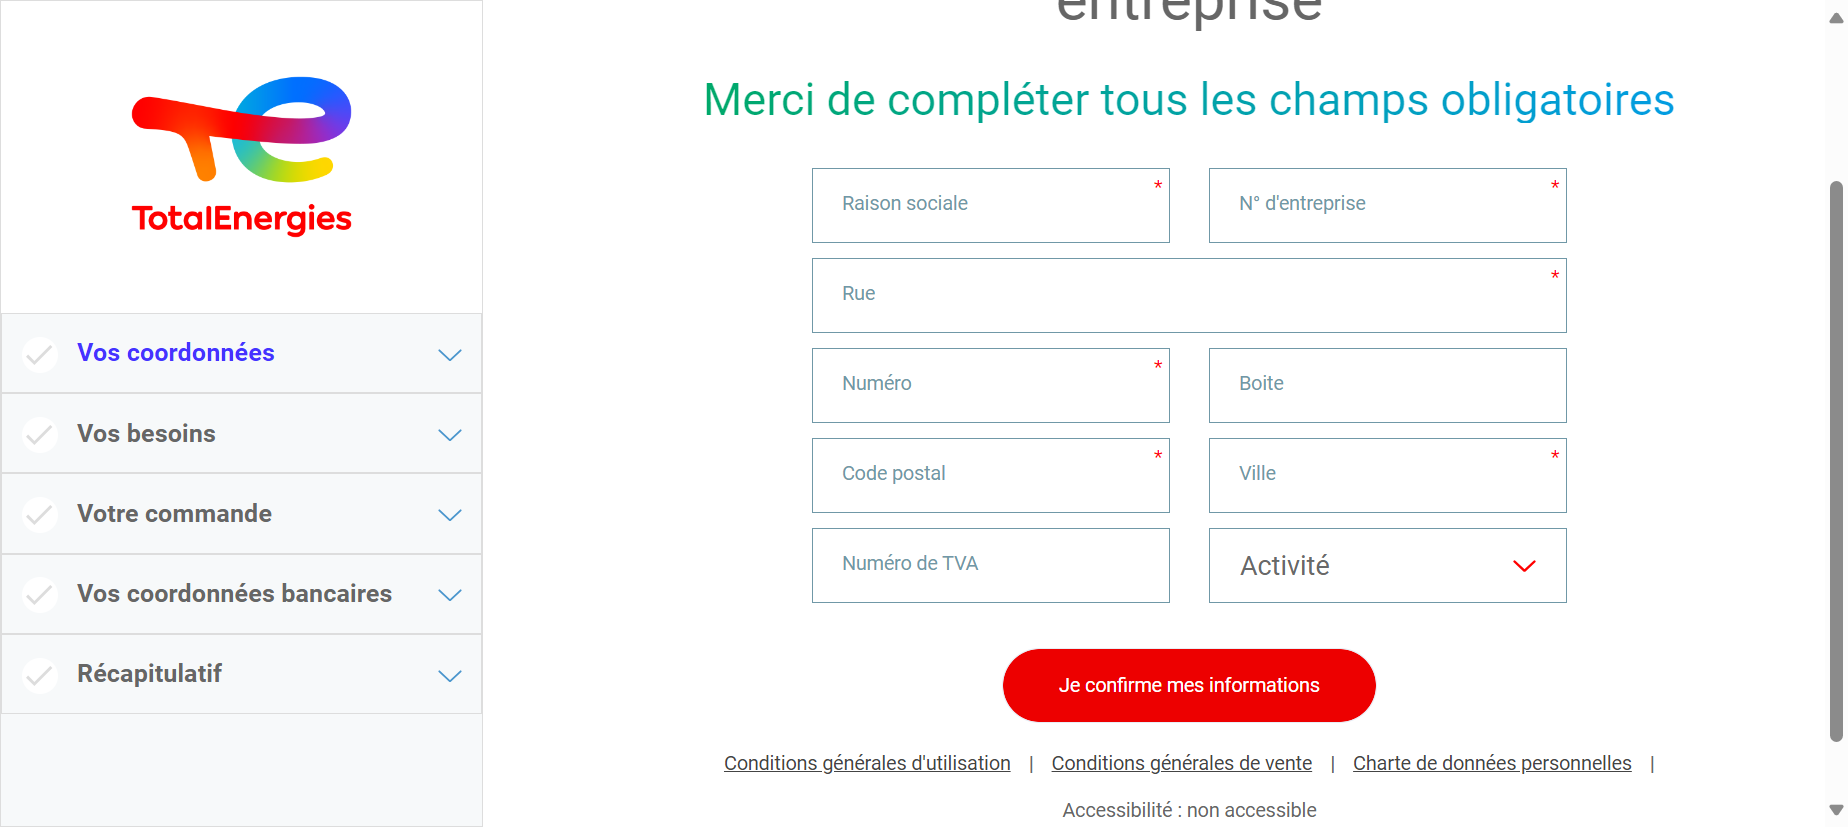 TotalEnergies
Vos coordonnées
Vos besoins
Votre commande
Vos coordonnées bancaires
Récapitulatif
entreprise
Merci de compléter tous les champs obligatoires
Raison sociale *
N° d'entreprise *
Rue *
Numéro *
Boite
Code postal *
Ville *
Numéro de TVA
Activité
Je confirme mes informations
Conditions générales d'utilisation | Conditions générales de vente | Charte de données personnelles |
Accessibilité : non accessible